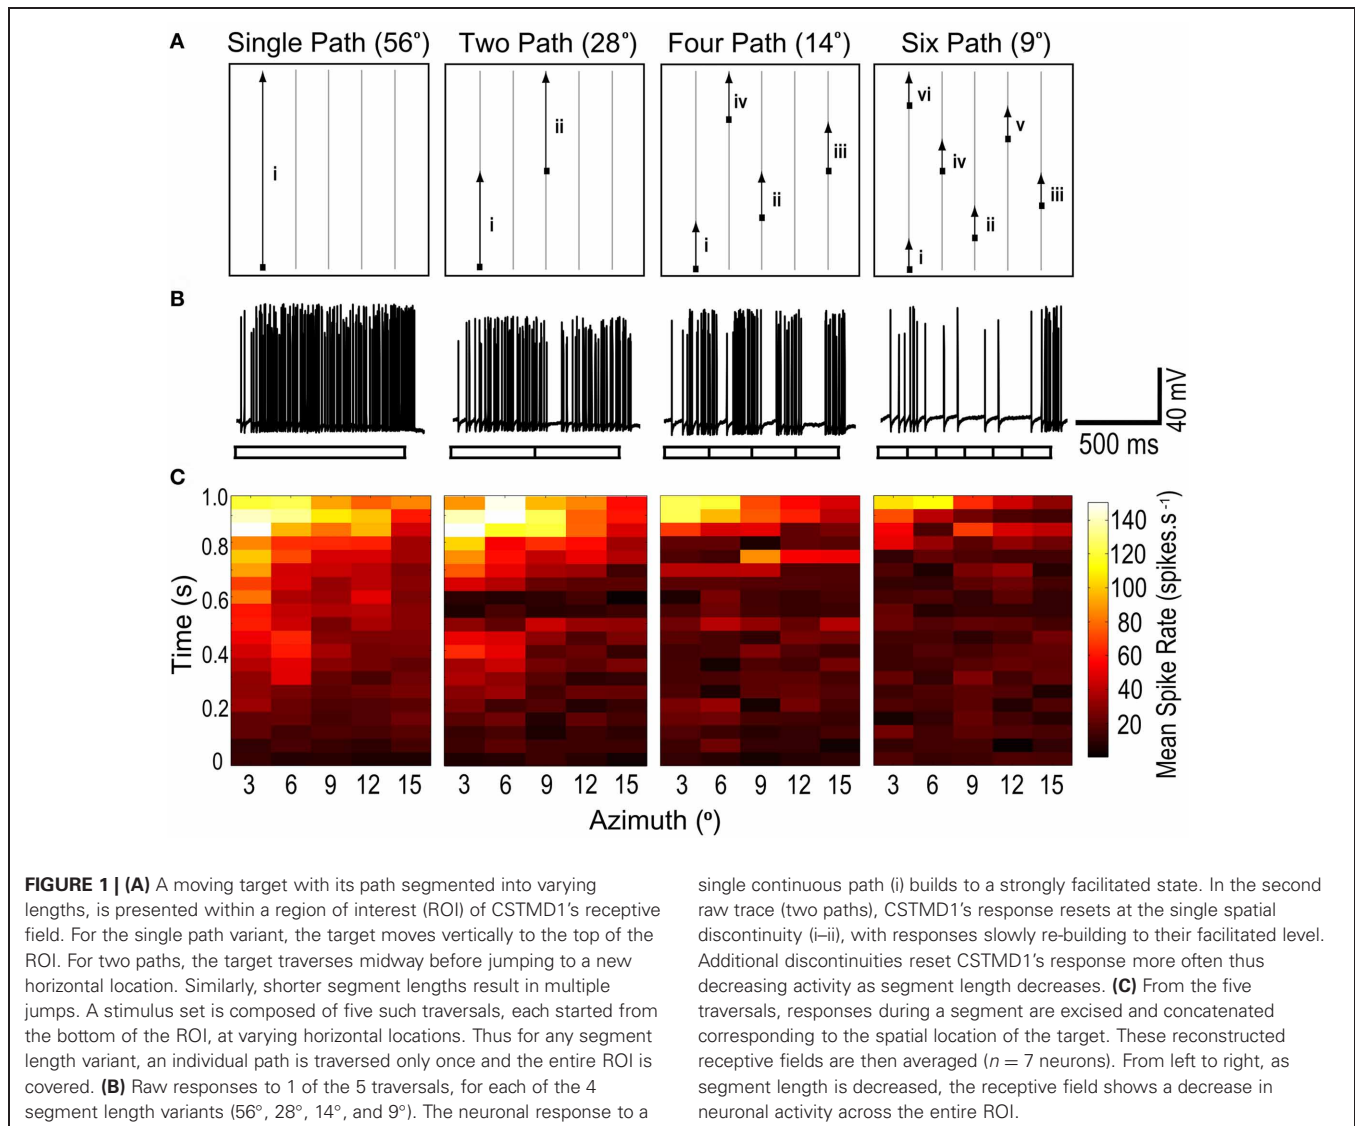 A
Single Path (56°)
Two Path (28°)
Four Path (14°)
Six Path (9°)
i
i
ii
i
ii
iii
iv
i
ii
iii
iv
v
vi
B
40 mV
500 ms
C
1.0
0.8
0.6
0.4
0.2
0
Time (s)
3 6 9 12 15
3 6 9 12 15
3 6 9 12 15
3 6 9 12 15
Azimuth (°)
140
120
100
80
60
40
20
Mean Spike Rate (spikes.s⁻¹)
FIGURE 1 | (A) A moving target with its path segmented into varying
lengths, is presented within a region of interest (ROI) of CSTMD1's receptive
field. For the single path variant, the target moves vertically to the top of the
ROI. For two paths, the target traverses midway before jumping to a new
horizontal location. Similarly, shorter segment lengths result in multiple
jumps. A stimulus set is composed of five such traversals, each started from
the bottom of the ROI, at varying horizontal locations. Thus for any segment
length variant, an individual path is traversed only once and the entire ROI is
covered. (B) Raw responses to 1 of the 5 traversals, for each of the 4
segment length variants (56°, 28°, 14°, and 9°). The neuronal response to a
single continuous path (i) builds to a strongly facilitated state. In the second
raw trace (two paths), CSTMD1's response resets at the single spatial
discontinuity (i–ii), with responses slowly re-building to their facilitated level.
Additional discontinuities reset CSTMD1's response more often thus
decreasing activity as segment length decreases. (C) From the five
traversals, responses during a segment are excised and concatenated
corresponding to the spatial location of the target. These reconstructed
receptive fields are then averaged (n = 7 neurons). From left to right, as
segment length is decreased, the receptive field shows a decrease in
neuronal activity across the entire ROI.